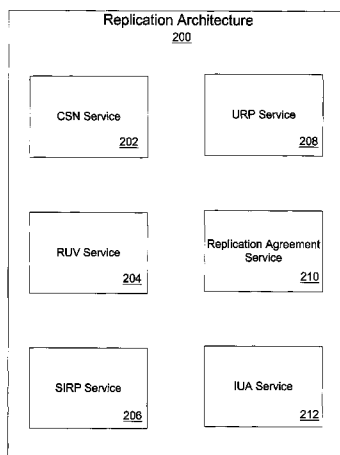 Replication Architecture
200
CSN Service
202
URP Service
208
RUV Service
204
Replication Agreement
Service
210
SIRP Service
206
IUA Service
212